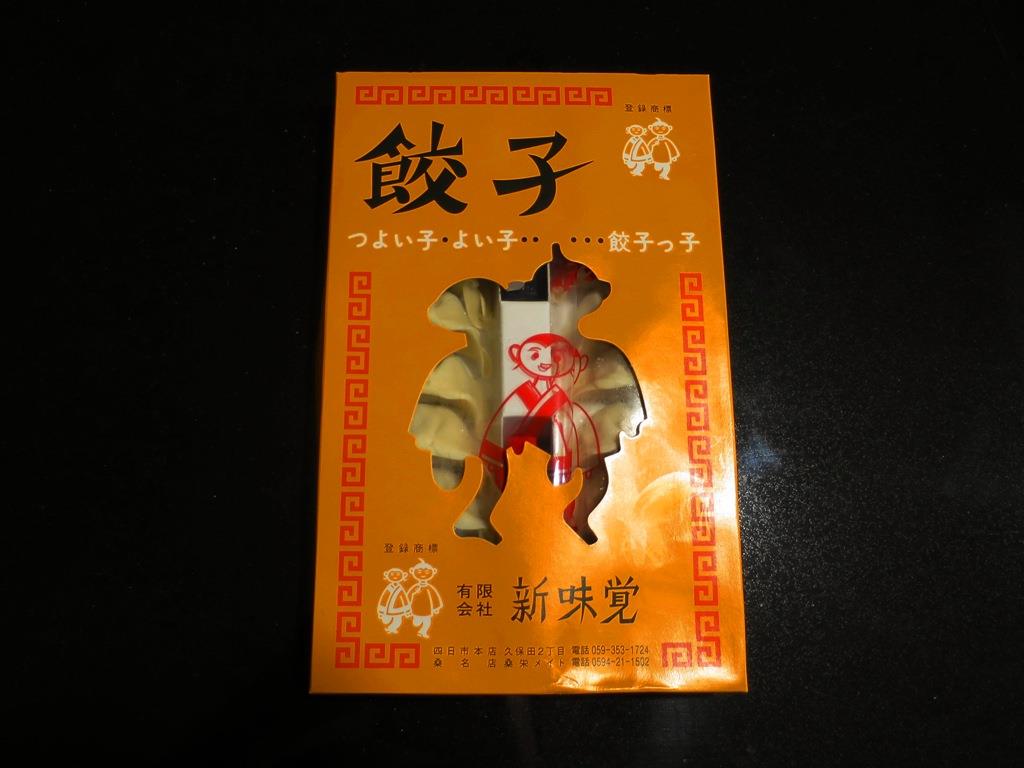 登録商標
餃子
つよい子・よい子・・ ・・・餃子っ子
登録商標
有限会社 新味覚
四日市本店 久保田2丁目 電話059-353-1724
桑名店 桑栄メイト 電話0594-21-1502